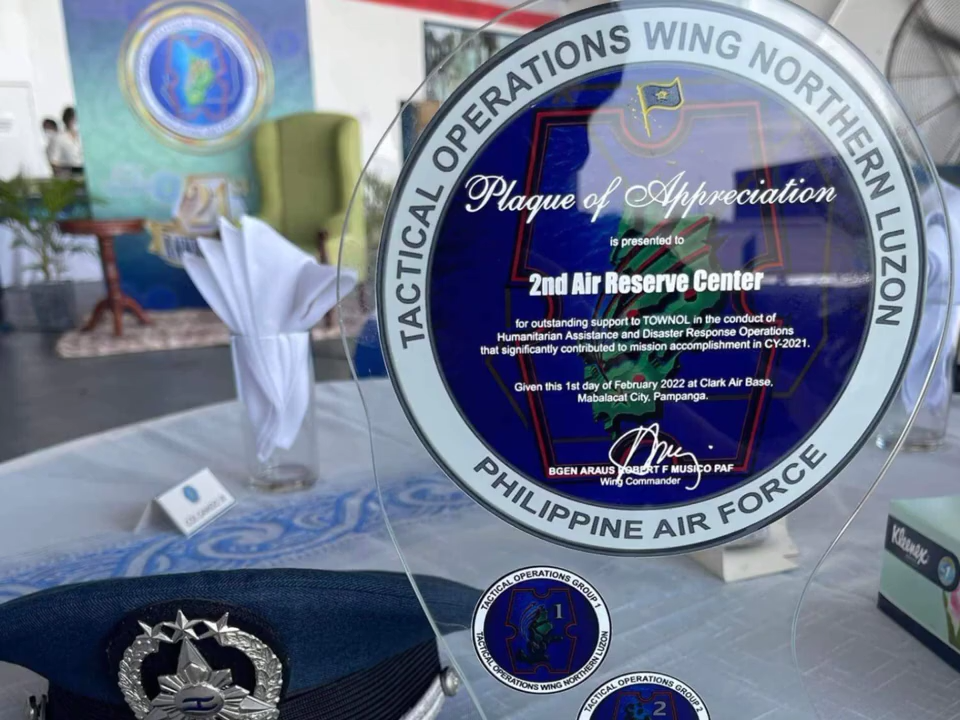 TACTICAL OPERATIONS WING NORTHERN LUZON
Plaque of Appreciation
is presented to
2nd Air Reserve Center
for outstanding support to TOWNOL in the conduct of
Humanitarian Assistance and Disaster Response Operations
that significantly contributed to mission accomplishment in CY-2021.
Given this 1st day of February 2022 at Clark Air Base,
Mabalacat City, Pampanga.
BGEN ARAUS ROBERT F MUSICO PAF
Wing Commander
PHILIPPINE AIR FORCE
TACTICAL OPERATIONS GROUP 1
1
TACTICAL OPERATIONS WING NORTHERN LUZON
TACTICAL OPERATIONS GROUP 2
2
Kleenex
21